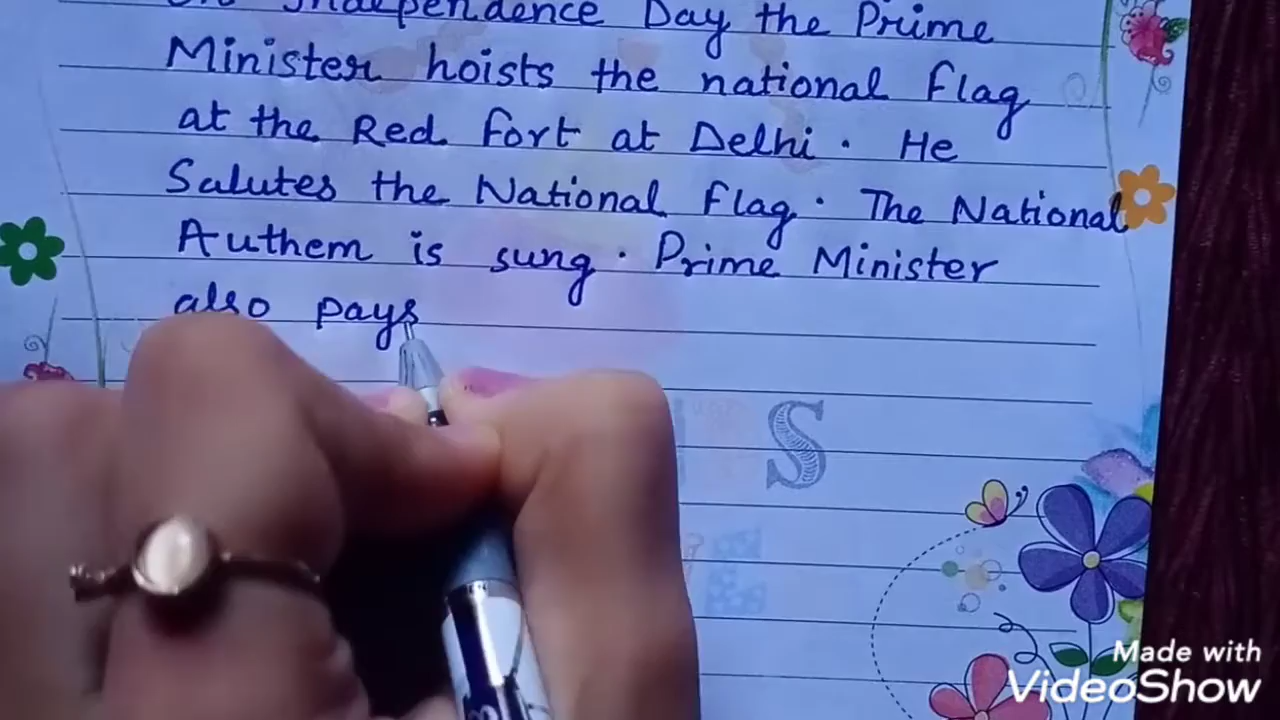 On Independence Day the Prime
Minister hoists the national flag
at the Red Fort at Delhi. He
Salutes the National Flag. The National
Authem is sung. Prime Minister
also pays
S
Made with
VideoShow